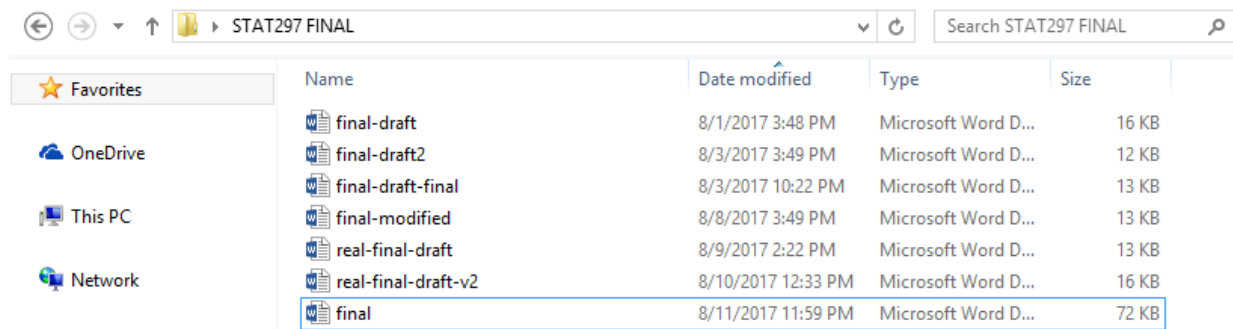 STAT297 FINAL Search STAT297 FINAL
Name Date modified Type Size
Favorites
final-draft 8/1/2017 3:48 PM Microsoft Word D... 16 KB
OneDrive final-draft2 8/3/2017 3:49 PM Microsoft Word D... 12 KB
final-draft-final 8/3/2017 10:22 PM Microsoft Word D... 13 KB
This PC final-modified 8/8/2017 3:49 PM Microsoft Word D... 13 KB
real-final-draft 8/9/2017 2:22 PM Microsoft Word D... 13 KB
Network real-final-draft-v2 8/10/2017 12:33 PM Microsoft Word D... 16 KB
final 8/11/2017 11:59 PM Microsoft Word D... 72 KB